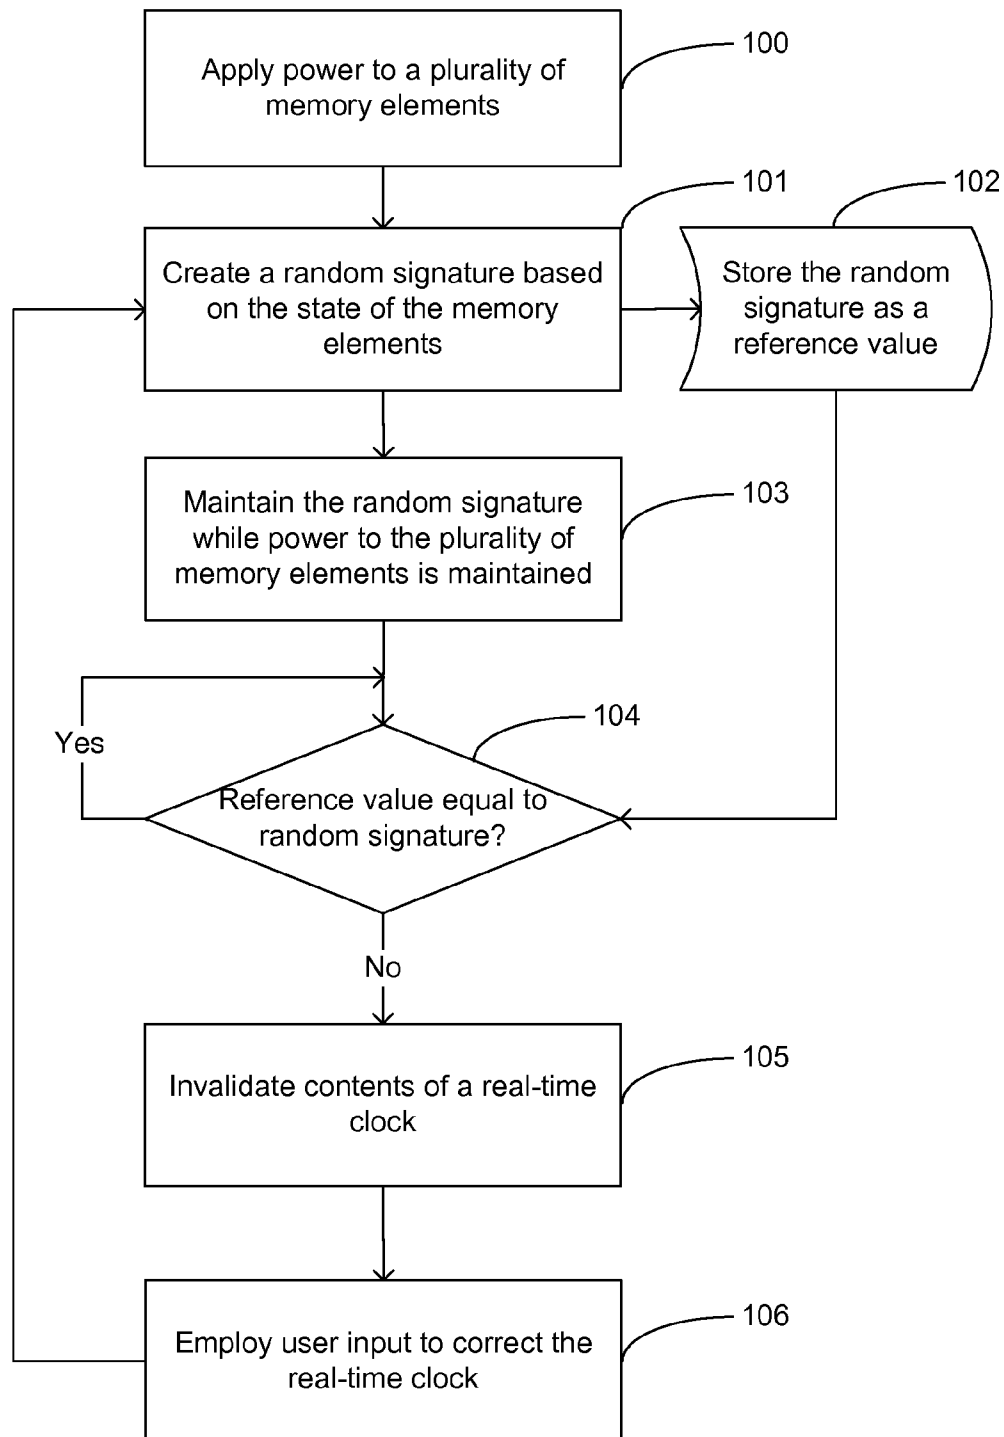 Apply power to a plurality of
memory elements
100
101
102
Create a random signature based
on the state of the memory
elements
Store the random
signature as a
reference value
Maintain the random signature
while power to the plurality of
memory elements is maintained
103
104
Yes
Reference value equal to
random signature?
No
Invalidate contents of a real-time
clock
105
Employ user input to correct the
real-time clock
106